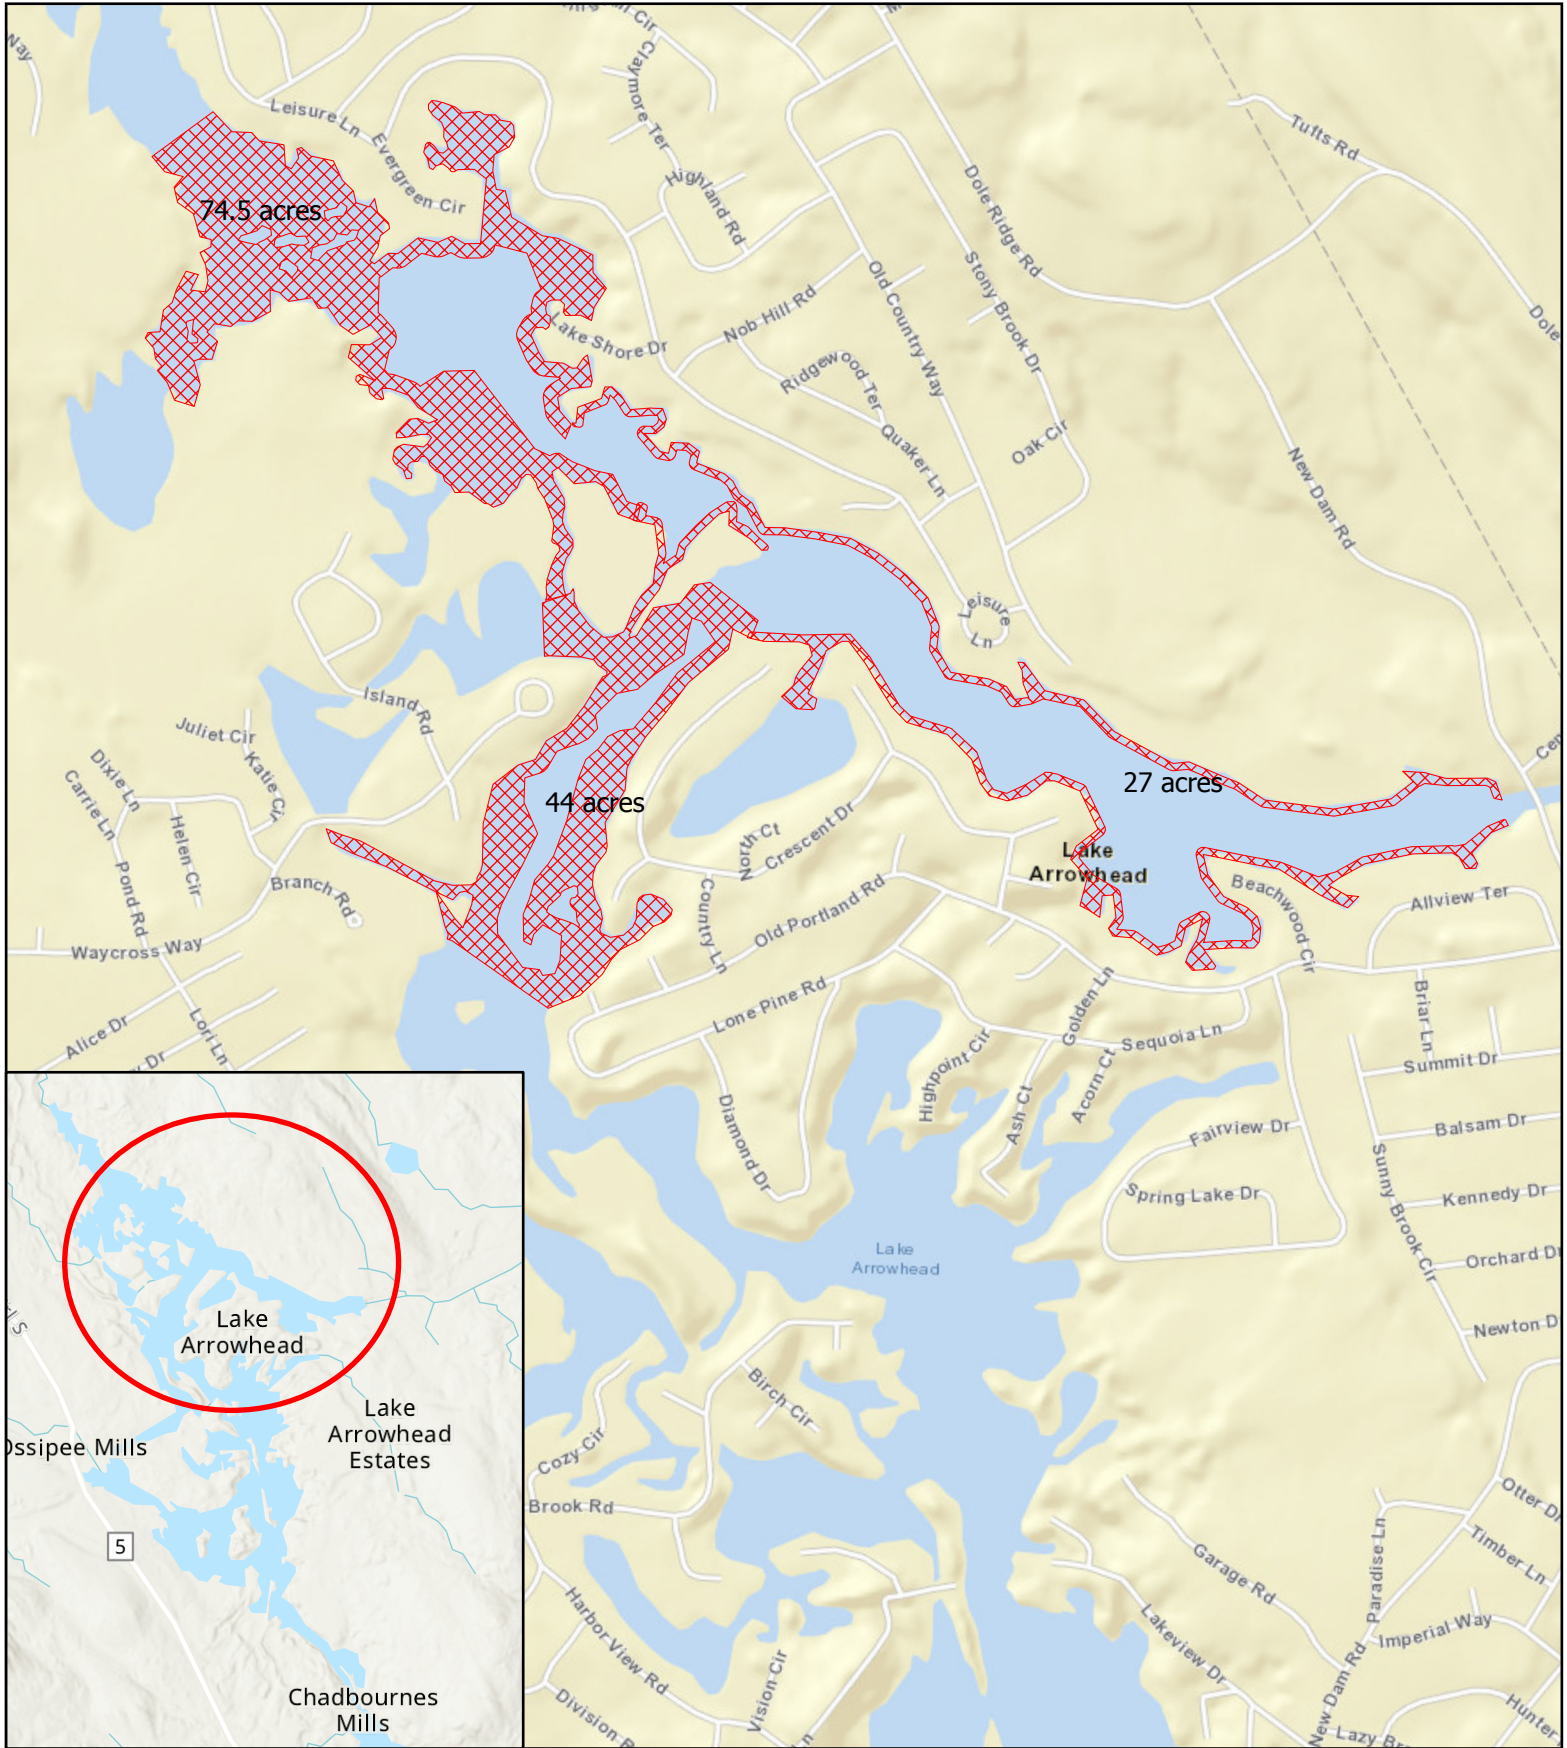 Way
Claymore Ter
Leisure Ln
Evergreen Cir
Highland Rd
Tufts Rd
Dole Ridge Rd
74.5 acres
Old Country Way
Stony Brook Dr
Nob Hill Rd
Lake Shore Dr
Dole
Ridgewood Ter
Quaker Ln
Oak Cir
New Dam Rd
Leisure
Ln
Island Rd
Juliet Cir
Katie Cir
Dixie Ln
Carrie Ln
Helen Cir
Pond Rd
Branch Rd
44 acres
27 acres
North Ct
Crescent Dr
Lake
Arrowhead
Beachwood Cir
Allview Ter
Country Ln
Old Portland Rd
Waycross Way
Lone Pine Rd
Golden Ln
Briar Ln
Alice Dr
Dr
Lori Ln
Highpoint Cir
Sequoia Ln
Acorn Ct
Ash Ct
Summit Dr
Diamond Dr
Fairview Dr
Balsam Dr
Sunny Brook Cir
Spring Lake Dr
Kennedy Dr
Lake
Arrowhead
Orchard D
Newton D
Birch Cir
Cozy Cir
Brook Rd
Otter D
Timber Ln
Garage Rd
Paradise Ln
Harbor View Rd
Lakeview Dr
Imperial Way
Vision Cir
New Dam Rd
Division R
Hunter
Lazy Br
Lake
Arrowhead
Lake
Arrowhead
Estates
Ossipee Mills
5
Chadbournes
Mills